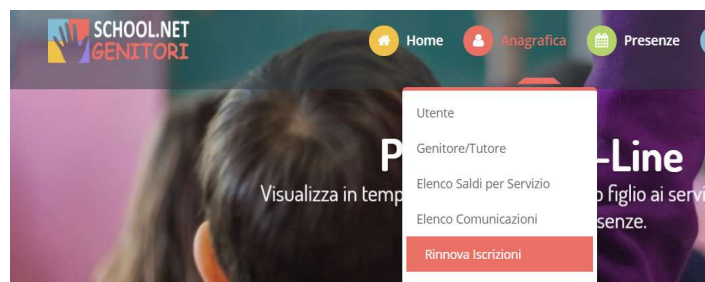 SCHOOL.NET
GENITORI
Home
Anagrafica
Presenze
Utente
Genitore/Tutore
Elenco Saldi per Servizio
Elenco Comunicazioni
Rinnova Iscrizioni
P -Line
Visualizza in temp figlio ai servi
senze.